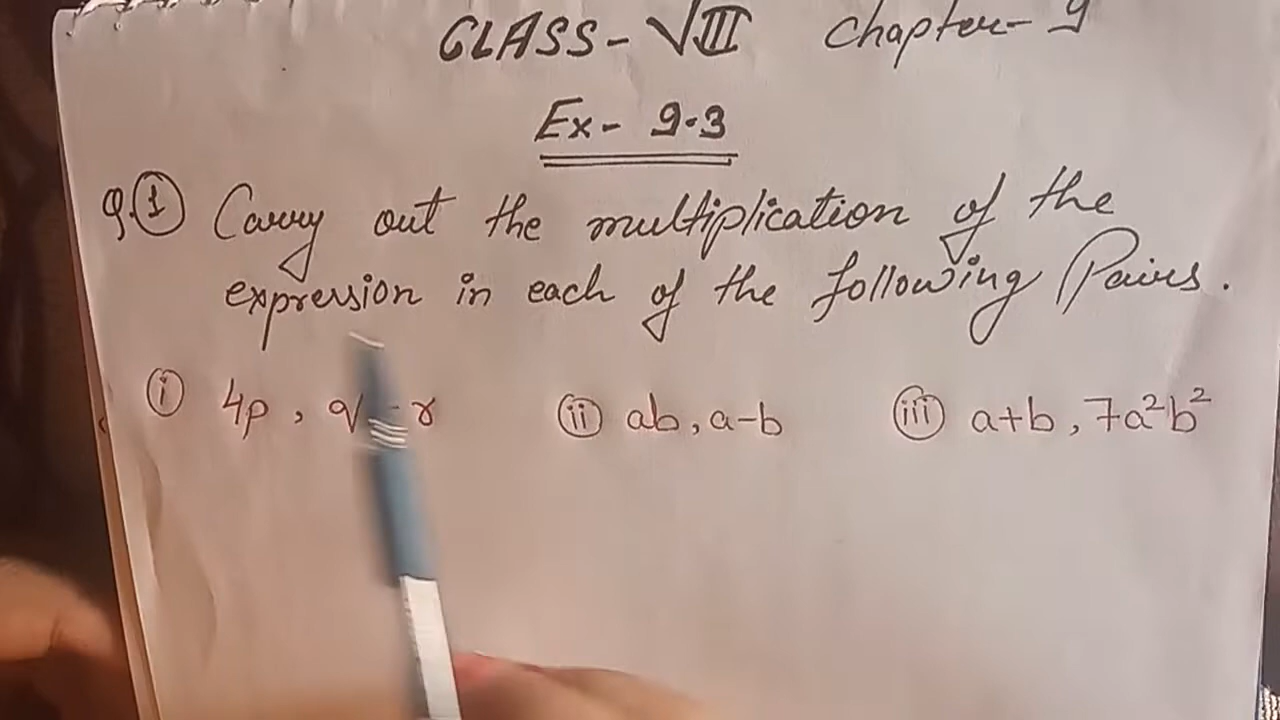 CLASS - VIII Chapter - 9
Ex - 9.3
Q.① Carry out the multiplication of the
expression in each of the following Pairs.
(i) 4p, q - r (ii) ab, a-b (iii) a+b, 7a²b²